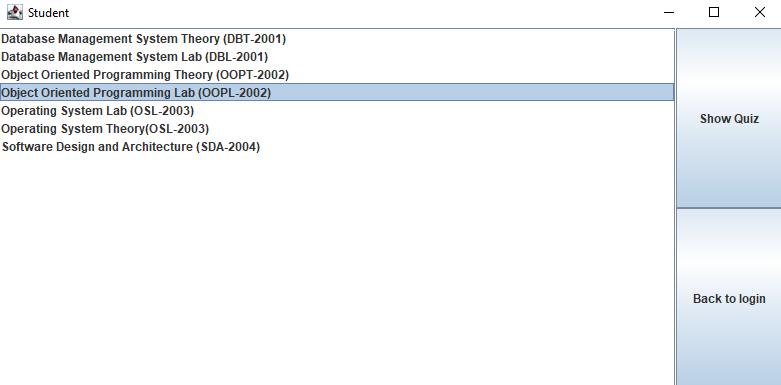 Student
Database Management System Theory (DBT-2001)
Database Management System Lab (DBL-2001)
Object Oriented Programming Theory (OOPT-2002)
Object Oriented Programming Lab (OOPL-2002)
Operating System Lab (OSL-2003)
Operating System Theory(OSL-2003)
Software Design and Architecture (SDA-2004)
Show Quiz
Back to login